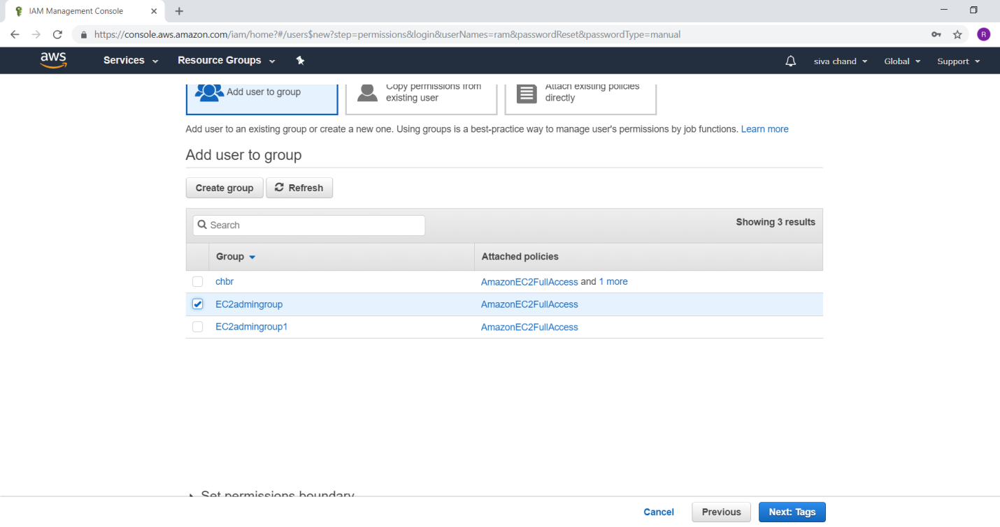 IAM Management Console
https://console.aws.amazon.com/iam/home?#/users$new?step=permissions&login&userNames=ram&passwordReset&passwordType=manual
R
aws Services Resource Groups siva chand Global Support
Add user to group
Copy permissions from
existing user
Attach existing policies
directly
Add user to an existing group or create a new one. Using groups is a best-practice way to manage user's permissions by job functions. Learn more
Add user to group
Create group Refresh
Search
Showing 3 results
Group Attached policies
chbr AmazonEC2FullAccess and 1 more
EC2admingroup AmazonEC2FullAccess
EC2admingroup1 AmazonEC2FullAccess
Set permissions boundary
Cancel Previous Next: Tags